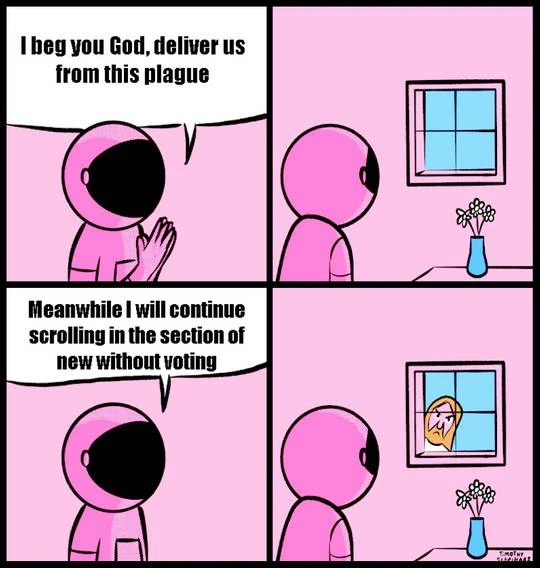 I beg you God, deliver us
from this plague
Meanwhile I will continue
scrolling in the section of
new without voting
TIMOTHY